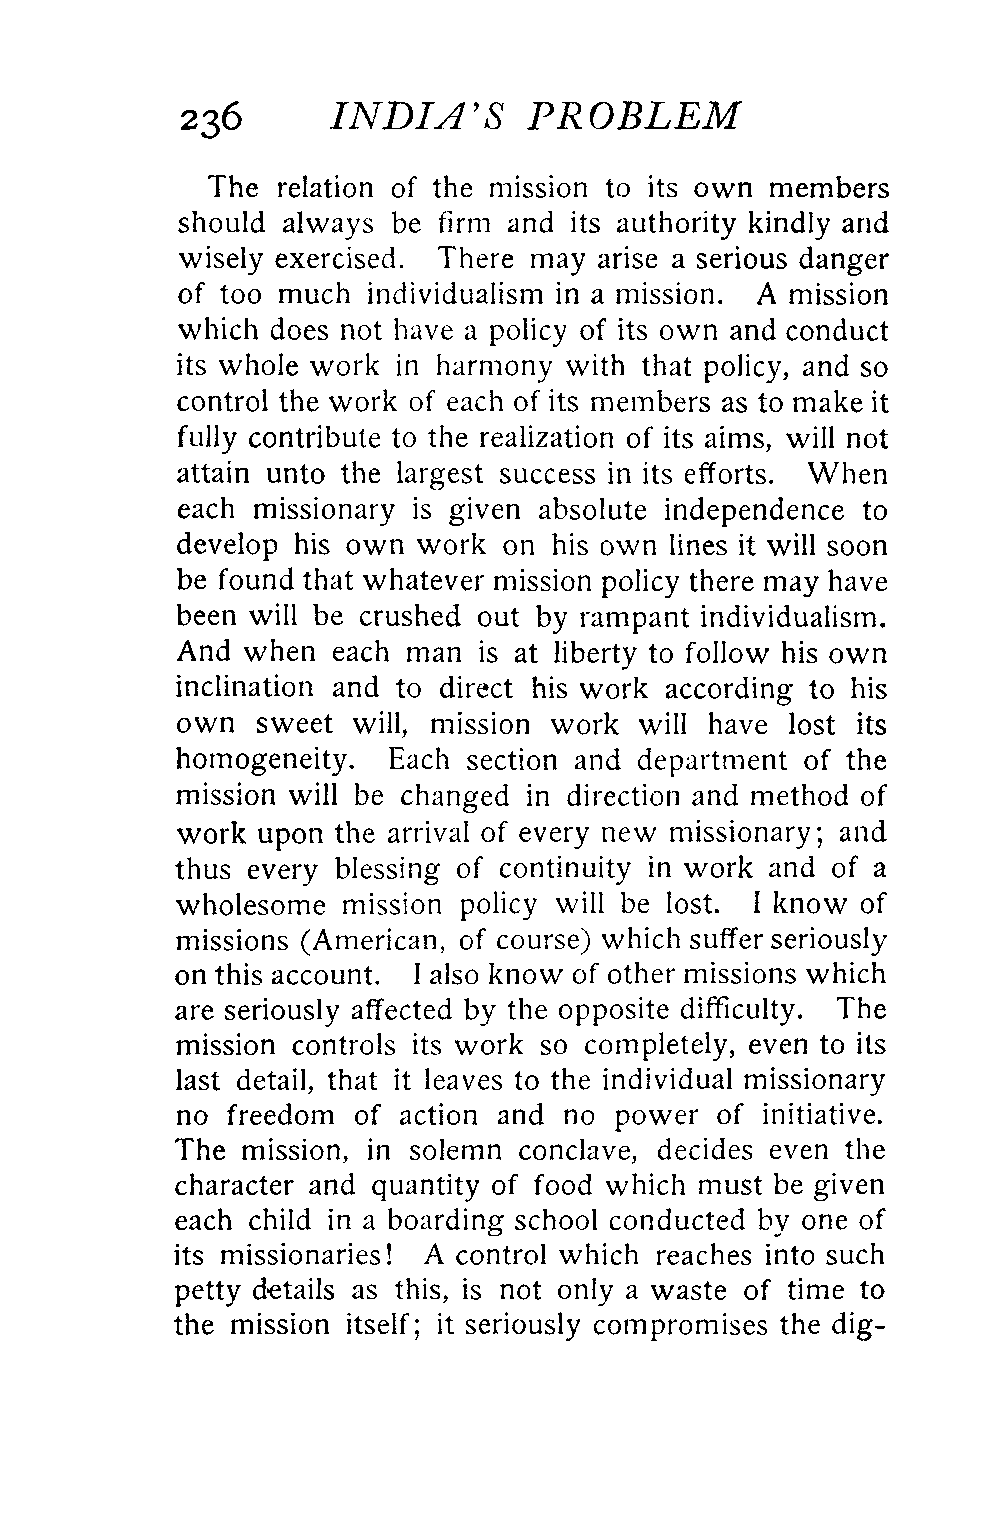 236 INDIA'S PROBLEM
The relation of the mission to its own members
should always be firm and its authority kindly and
wisely exercised. There may arise a serious danger
of too much individualism in a mission. A mission
which does not have a policy of its own and conduct
its whole work in harmony with that policy, and so
control the work of each of its members as to make it
fully contribute to the realization of its aims, will not
attain unto the largest success in its efforts. When
each missionary is given absolute independence to
develop his own work on his own lines it will soon
be found that whatever mission policy there may have
been will be crushed out by rampant individualism.
And when each man is at liberty to follow his own
inclination and to direct his work according to his
own sweet will, mission work will have lost its
homogeneity. Each section and department of the
mission will be changed in direction and method of
work upon the arrival of every new missionary; and
thus every blessing of continuity in work and of a
wholesome mission policy will be lost. I know of
missions (American, of course) which suffer seriously
on this account. I also know of other missions which
are seriously affected by the opposite difficulty. The
mission controls its work so completely, even to its
last detail, that it leaves to the individual missionary
no freedom of action and no power of initiative.
The mission, in solemn conclave, decides even the
character and quantity of food which must be given
each child in a boarding school conducted by one of
its missionaries! A control which reaches into such
petty details as this, is not only a waste of time to
the mission itself; it seriously compromises the dig-